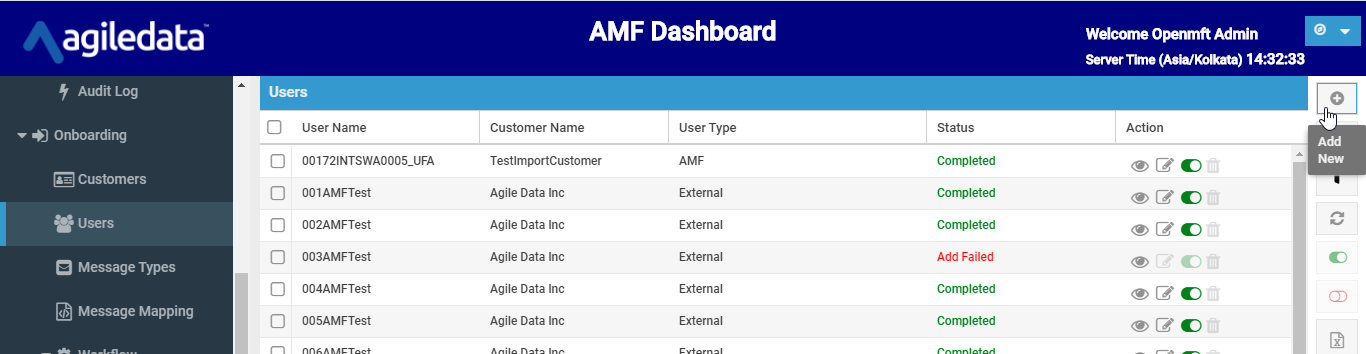 agiledata™
AMF Dashboard
Welcome Openmft Admin
Server Time (Asia/Kolkata) 14:32:33
Audit Log
Onboarding
Customers
Users
Message Types
Message Mapping
Workflow
Users
User Name Customer Name User Type Status Action
00172INTSWA0005_UFA TestImportCustomer AMF Completed
001AMFTest Agile Data Inc External Completed
002AMFTest Agile Data Inc External Completed
003AMFTest Agile Data Inc External Add Failed
004AMFTest Agile Data Inc External Completed
005AMFTest Agile Data Inc External Completed
006AMFTest Agile Data Inc External Completed
Add
New